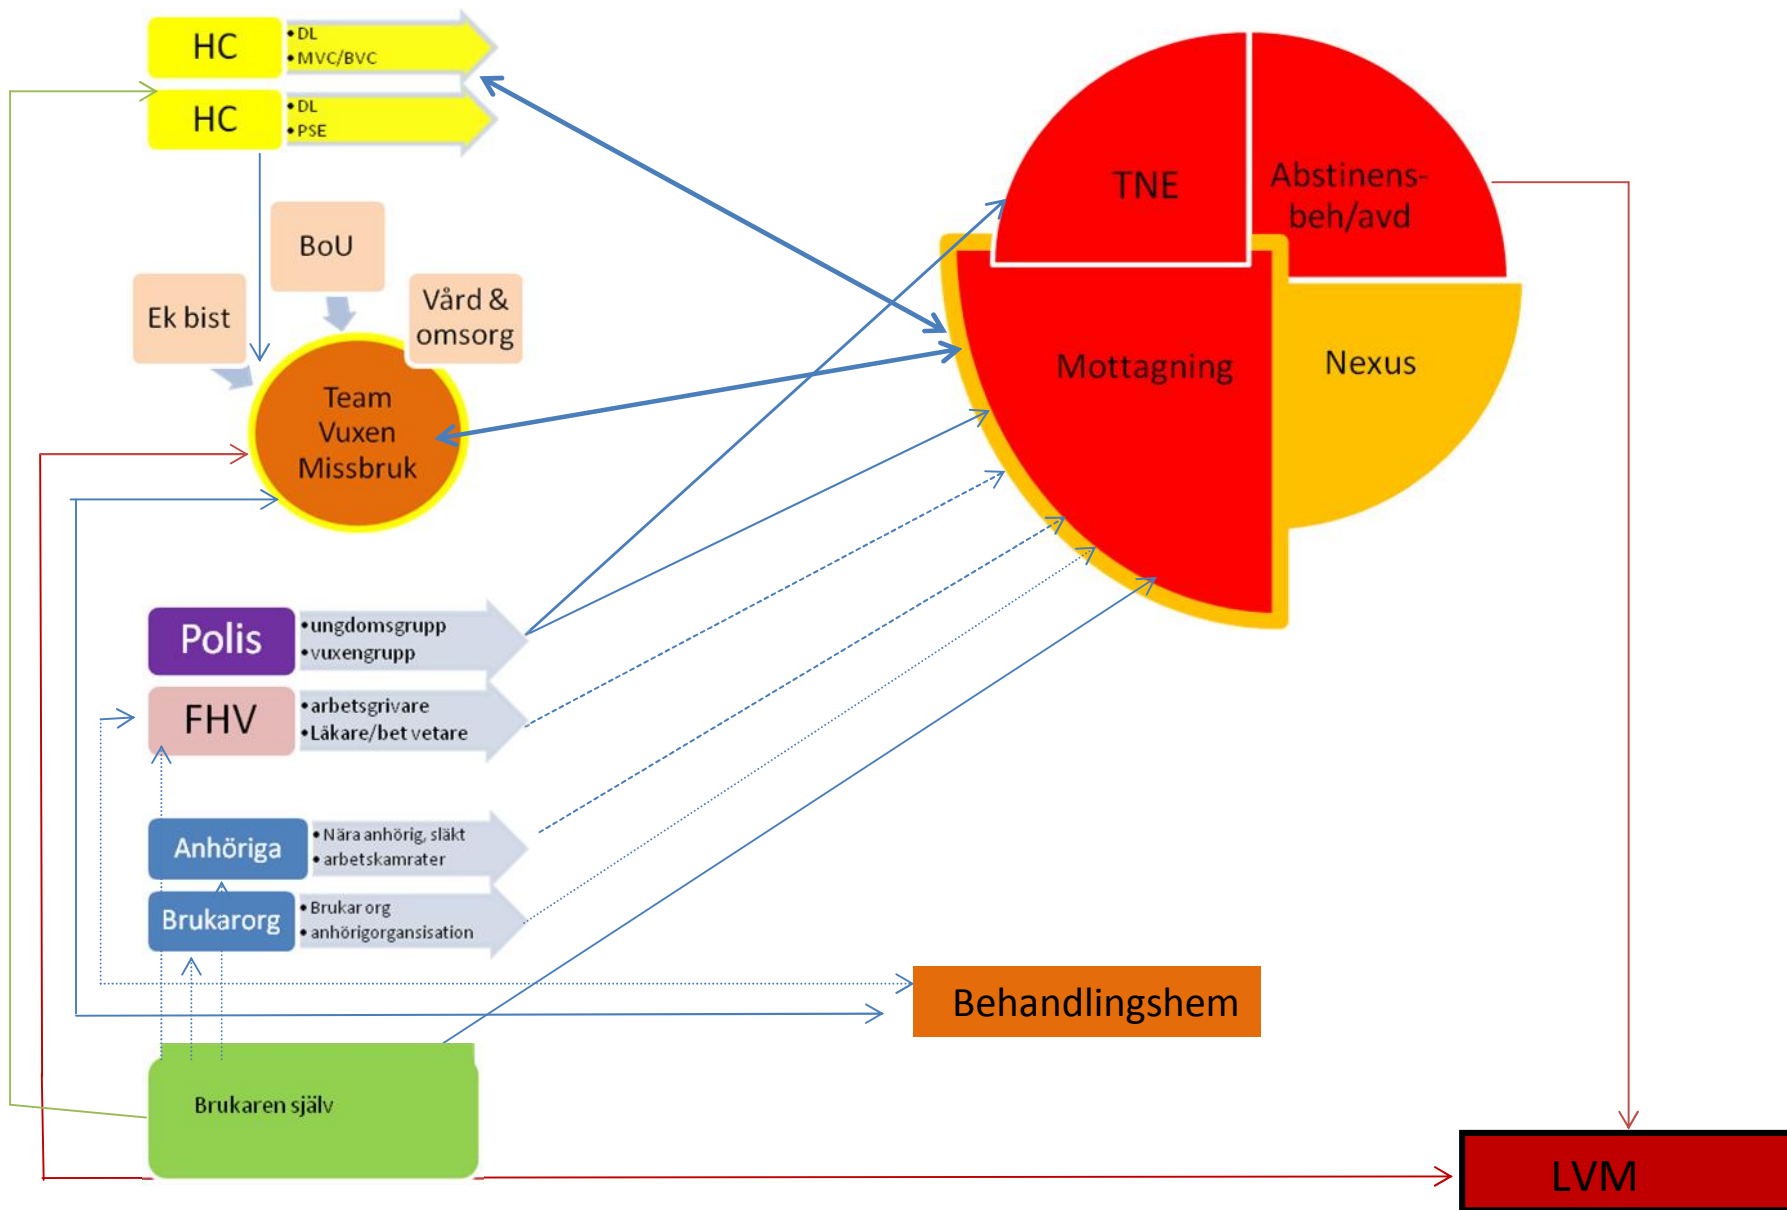 HC
• DL
• MVC/BVC
HC
• DL
• PSE
BoU
Ek bist
Vård &
omsorg
Team
Vuxen
Missbruk
TNE
Abstinens-
beh/avd
Mottagning
Nexus
Polis
•ungdomsgrupp
•vuxengrupp
FHV
•arbetsgrivare
•Läkare/bet vetare
Anhöriga
• Nära anhörig, släkt
• arbetskamrater
Brukarorg
• Brukar org
• anhörigorgansisation
Behandlingshem
Brukaren själv
LVM